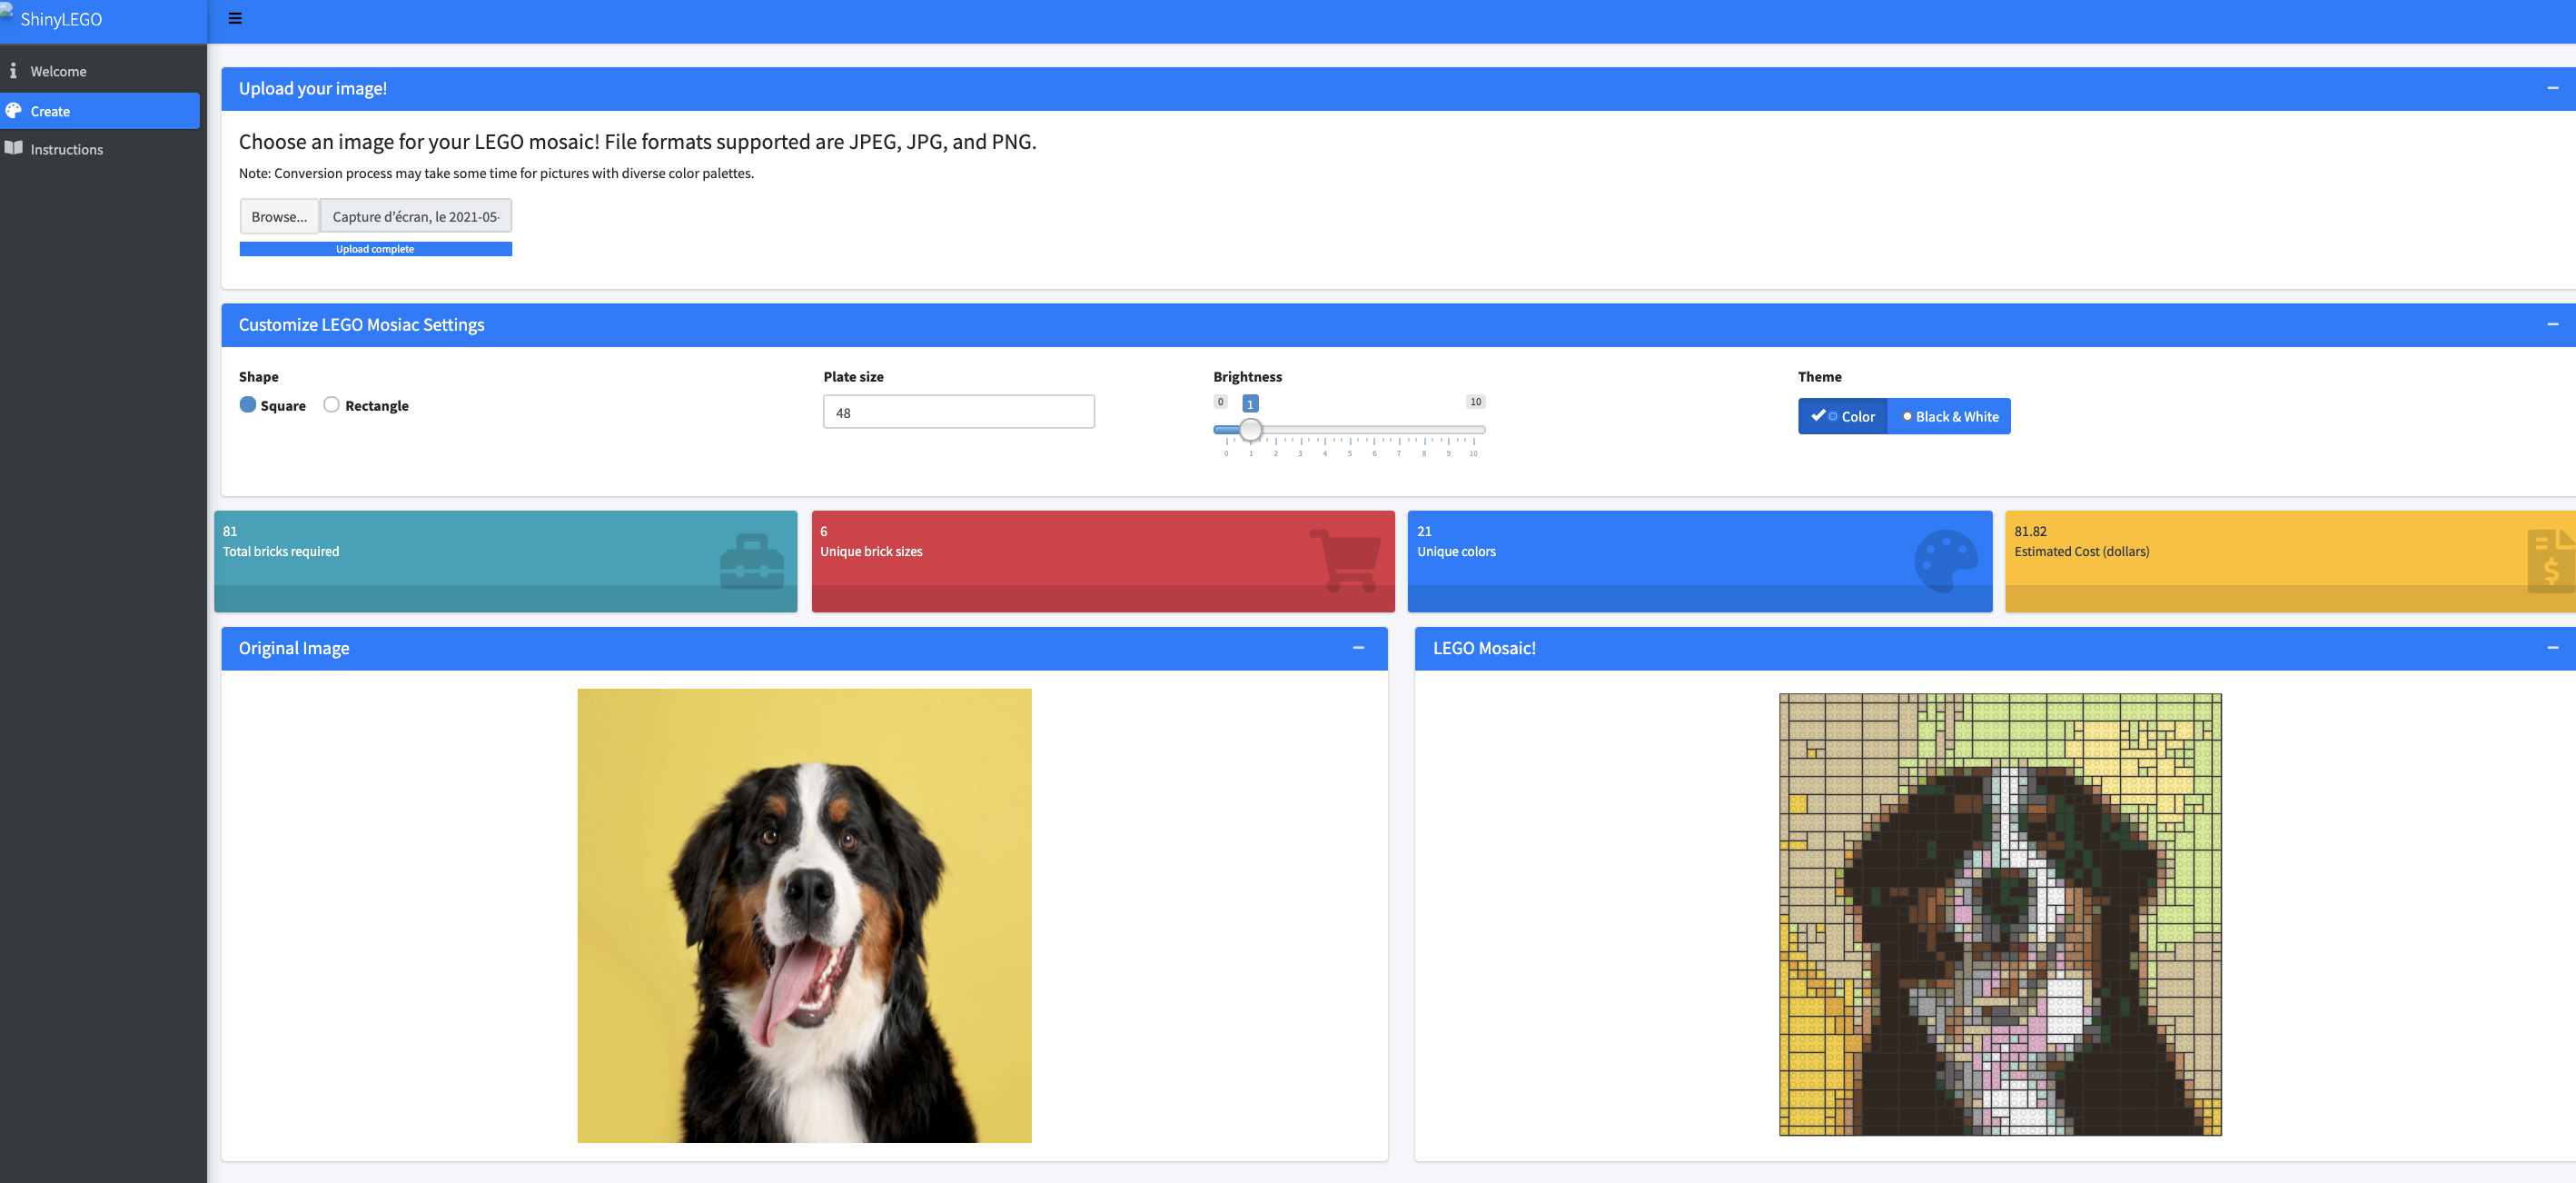 ShinyLEGO
Welcome
Create
Instructions
Upload your image!
Choose an image for your LEGO mosaic! File formats supported are JPEG, JPG, and PNG.
Note: Conversion process may take some time for pictures with diverse color palettes.
Browse... Capture d’écran, le 2021-05-
Upload complete
Customize LEGO Mosiac Settings
Shape
Square Rectangle
Plate size
48
Brightness
0 1 10
0 1 2 3 4 5 6 7 8 9 10
Theme
Color Black & White
81
Total bricks required
6
Unique brick sizes
21
Unique colors
81.82
Estimated Cost (dollars)
$
Original Image
LEGO Mosaic!